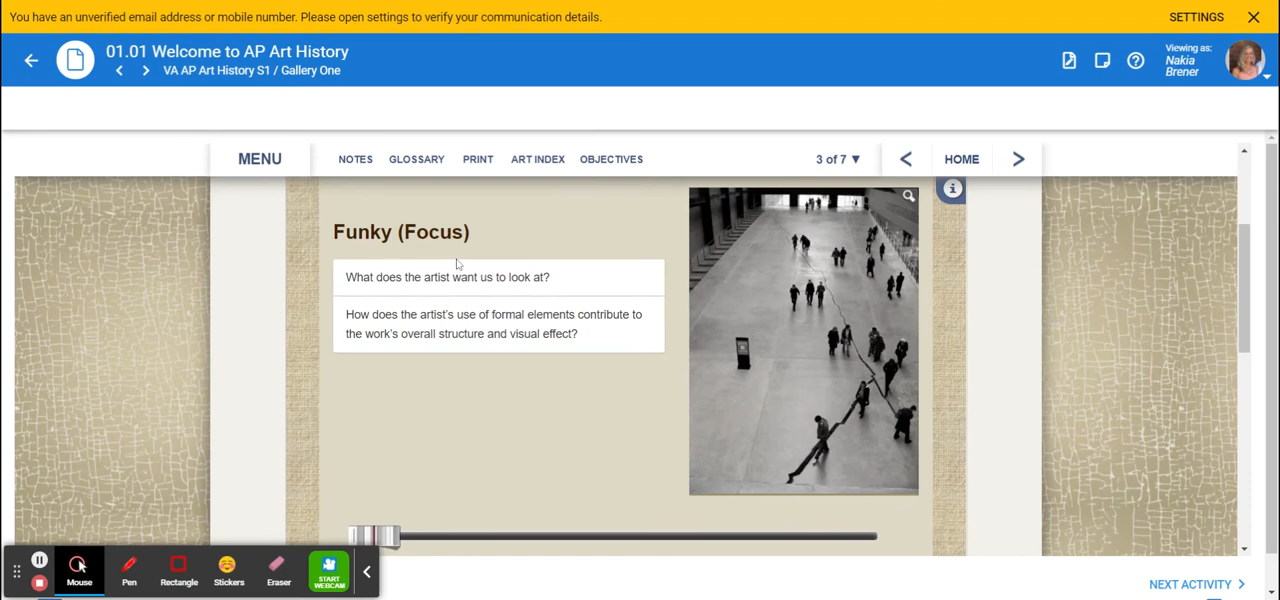 You have an unverified email address or mobile number. Please open settings to verify your communication details.
SETTINGS
01.01 Welcome to AP Art History
VA AP Art History S1 / Gallery One
Viewing as:
Nakia
Brener
MENU
NOTES
GLOSSARY
PRINT
ART INDEX
OBJECTIVES
3 of 7
HOME
Funky (Focus)
What does the artist want us to look at?
How does the artist's use of formal elements contribute to
the work's overall structure and visual effect?
Mouse
Pen
Rectangle
Stickers
Eraser
START
WEBCAM
NEXT ACTIVITY